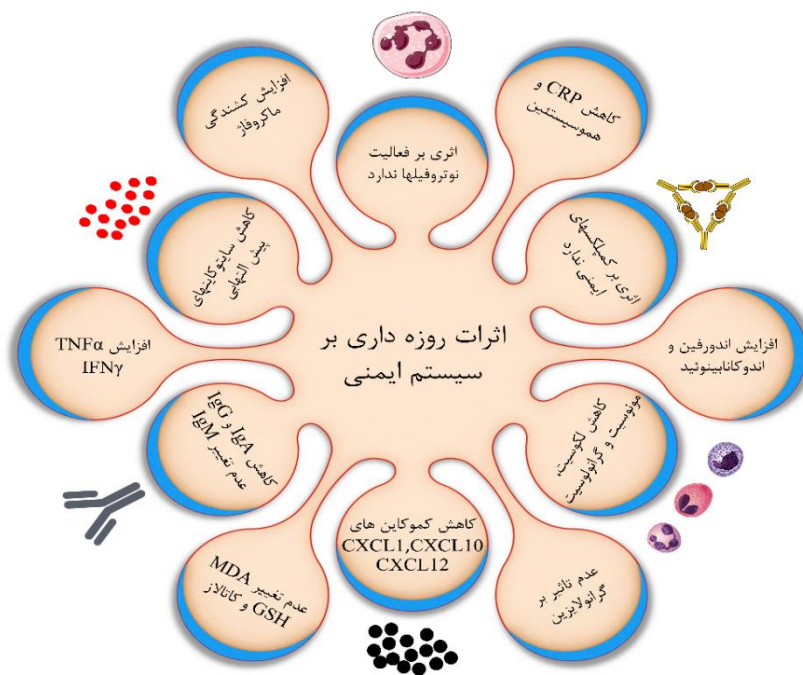 اثرات روزه داری بر
سیستم ایمنی
اثری بر فعالیت
نوتروفیلها ندارد
کاهش CRP و
هموسیستئین
اثری بر کمپلکسهای
ایمنی ندارد
افزایش اندورفین و
اندوکانابینوئید
کاهش لکوسیت،
مونوسیت و گرانولوسیت
عدم تاثیر بر
گرانولایزین
کاهش کموکاین های
CXCL1,CXCL10
CXCL12
عدم تغییر MDA
GSH و کاتالاز
کاهش IgA و IgG
عدم تغییر IgM
افزایش TNFα
IFNγ
کاهش سایتوکاینهای
پیش التهابی
افزایش کشندگی
ماکروفاژ